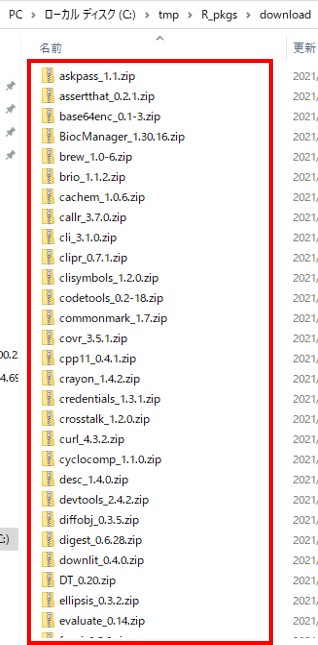 PC > ローカル ディスク (C:) > tmp > R_pkgs > download
名前 更新
askpass_1.1.zip 2021/
assertthat_0.2.1.zip 2021/
base64enc_0.1-3.zip 2021/
BiocManager_1.30.16.zip 2021/
brew_1.0-6.zip 2021/
brio_1.1.2.zip 2021/
cachem_1.0.6.zip 2021/
callr_3.7.0.zip 2021/
cli_3.1.0.zip 2021/
clipr_0.7.1.zip 2021/
clisymbols_1.2.0.zip 2021/
codetools_0.2-18.zip 2021/
commonmark_1.7.zip 2021/
covr_3.5.1.zip 2021/
00.2 cpp11_0.4.1.zip 2021/
4.69 crayon_1.4.2.zip 2021/
credentials_1.3.1.zip 2021/
crosstalk_1.2.0.zip 2021/
curl_4.3.2.zip 2021/
cyclocomp_1.1.0.zip 2021/
desc_1.4.0.zip 2021/
devtools_2.4.2.zip 2021/
diffobj_0.3.5.zip 2021/
C:) digest_0.6.28.zip 2021/
downlit_0.4.0.zip 2021/
DT_0.20.zip 2021/
ellipsis_0.3.2.zip 2021/
evaluate_0.14.zip 2021/